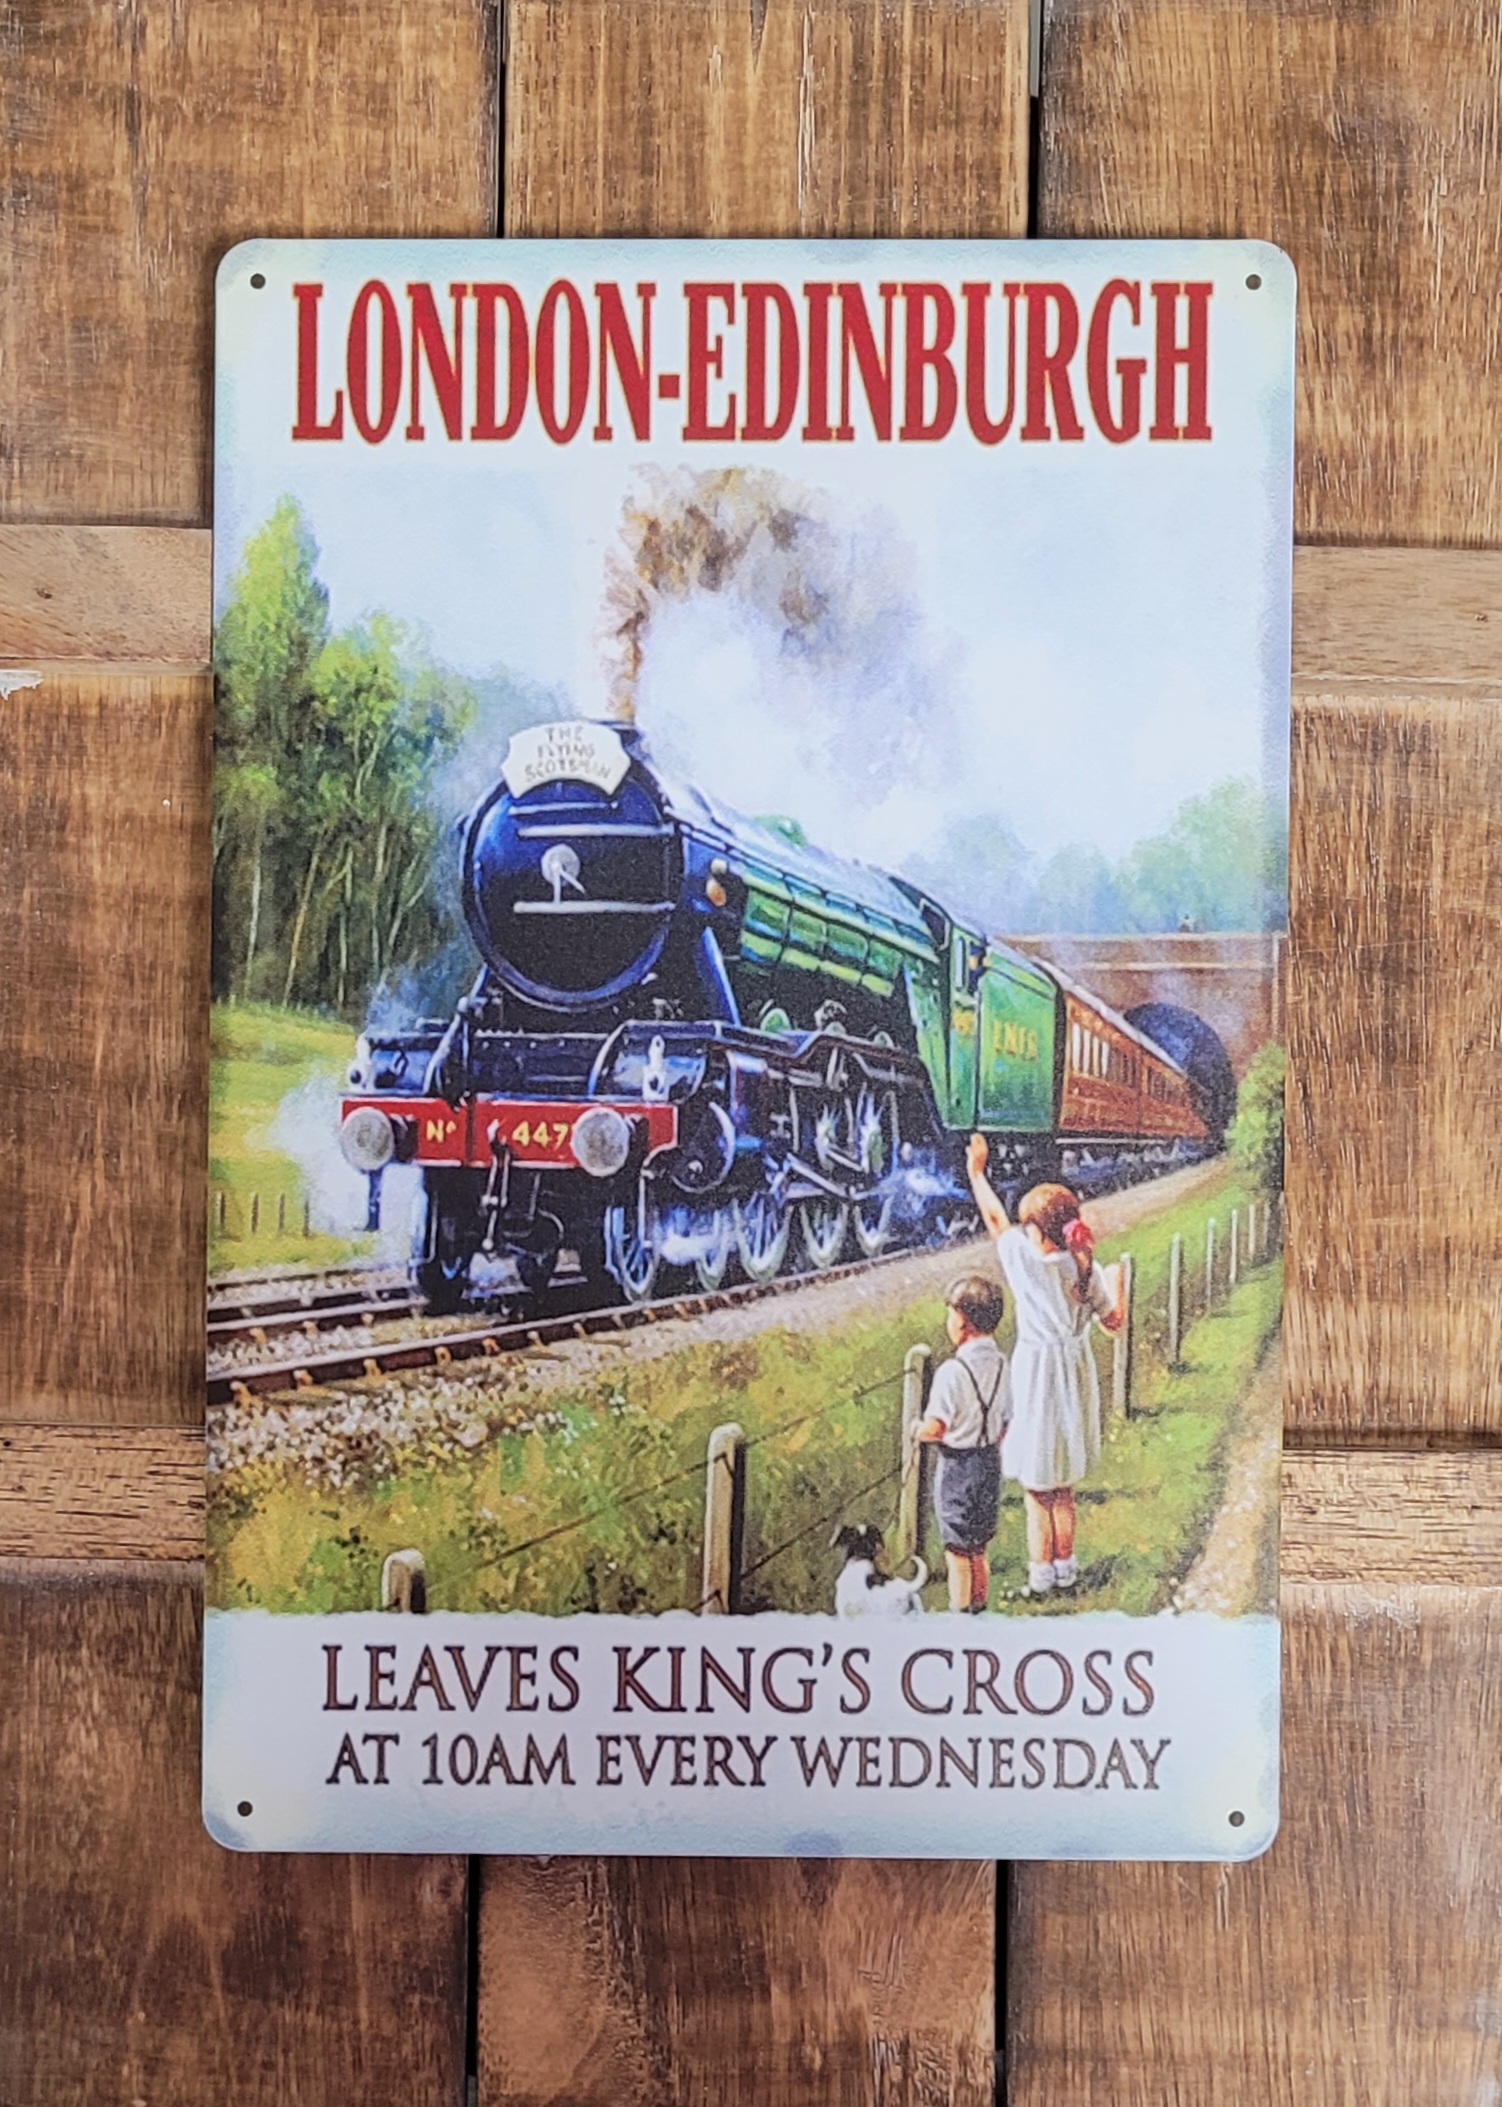 LONDON-EDINBURGH
THE
FLYING
SCOTSMAN
Nº 447
LEAVES KING'S CROSS
AT 10AM EVERY WEDNESDAY